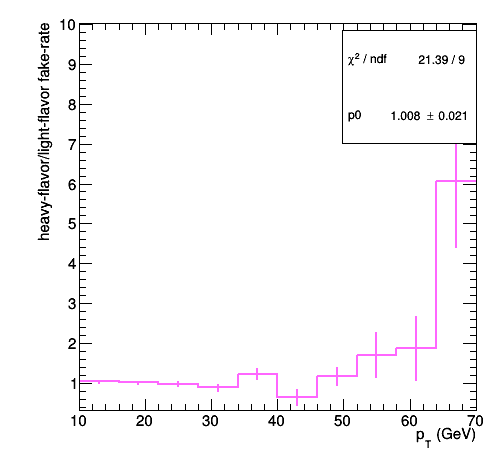 heavy-flavor/light-flavor fake-rate
10
9
8
7
6
5
4
3
2
1
χ² / ndf 21.39 / 9
p0 1.008 ± 0.021
10 20 30 40 50 60 70
p_T (GeV)